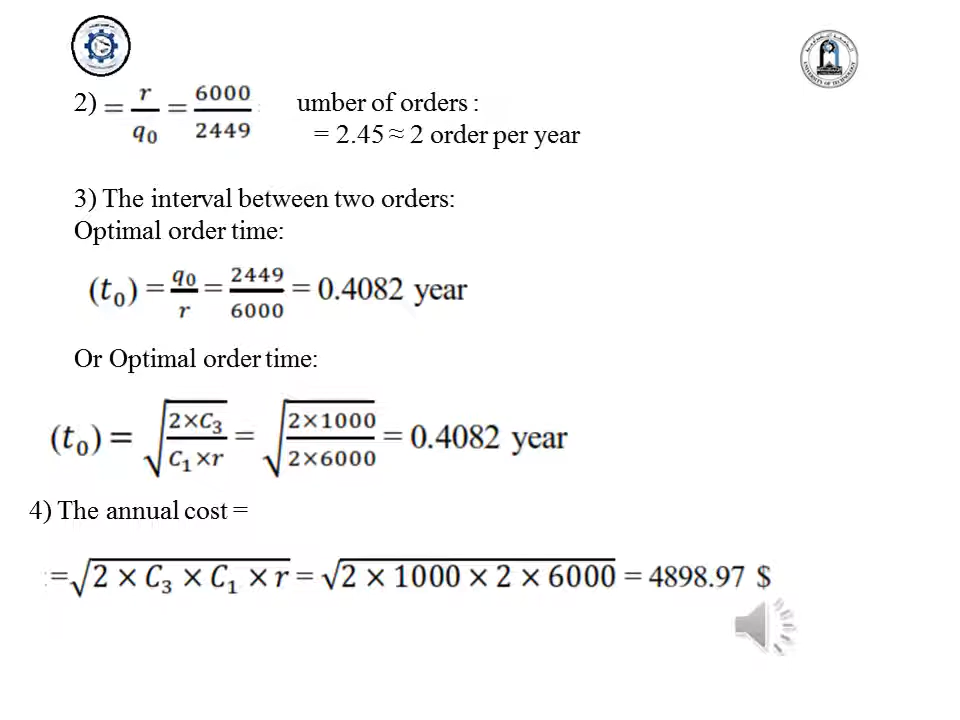 2) = r/q₀ = 6000/2449 umber of orders :
= 2.45 ≈ 2 order per year
3) The interval between two orders:
Optimal order time:
(t₀) = q₀/r = 2449/6000 = 0.4082 year
Or Optimal order time:
(t₀) = √(2×C₃/C₁×r) = √(2×1000/2×6000) = 0.4082 year
4) The annual cost =
:=√(2 × C₃ × C₁ × r) = √(2 × 1000 × 2 × 6000) = 4898.97 $